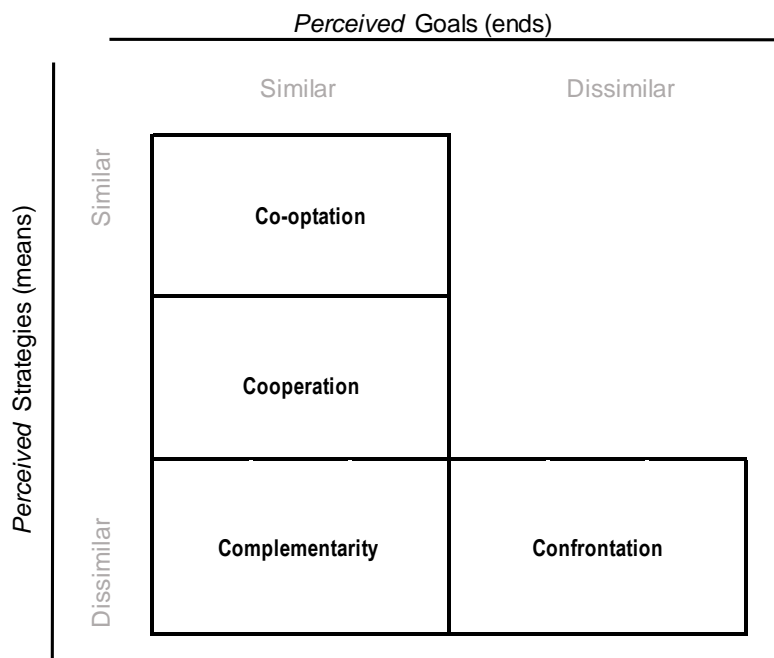 Perceived Goals (ends)
Similar
Dissimilar
Perceived Strategies (means)
Similar
Co-optation
Cooperation
Dissimilar
Complementarity
Confrontation